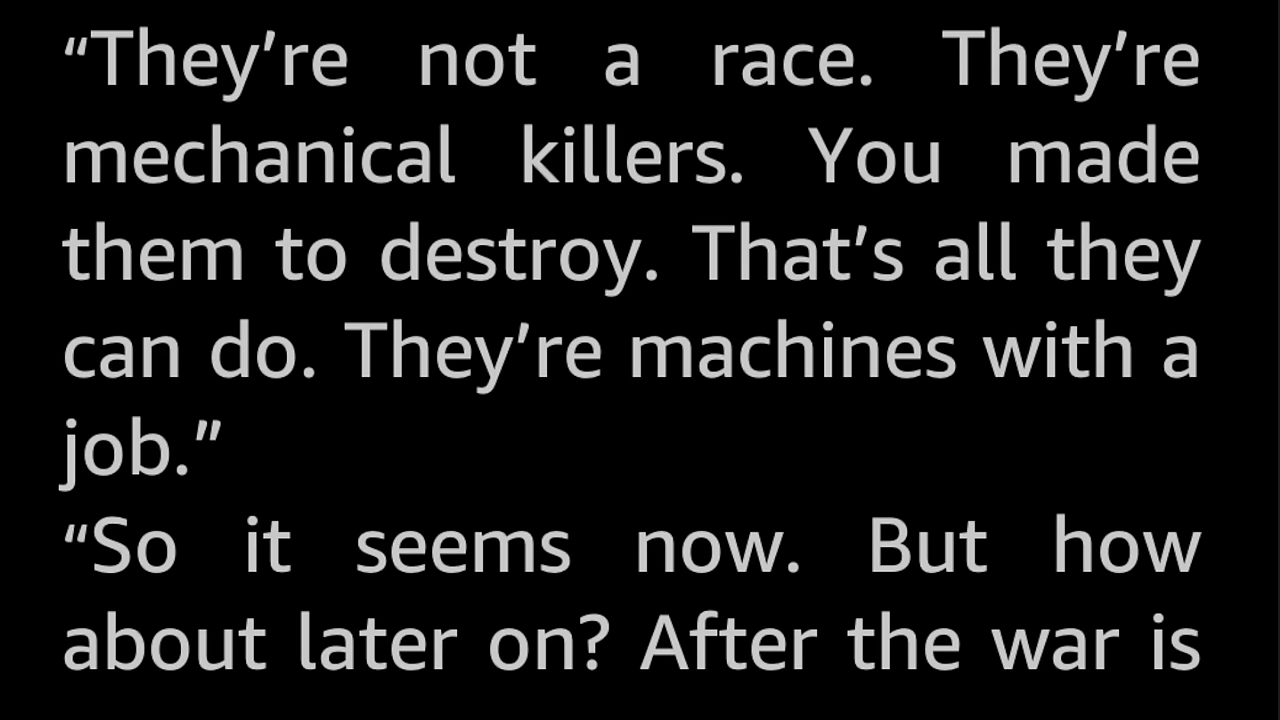 “They’re not a race. They’re
mechanical killers. You made
them to destroy. That’s all they
can do. They’re machines with a
job.”
“So it seems now. But how
about later on? After the war is